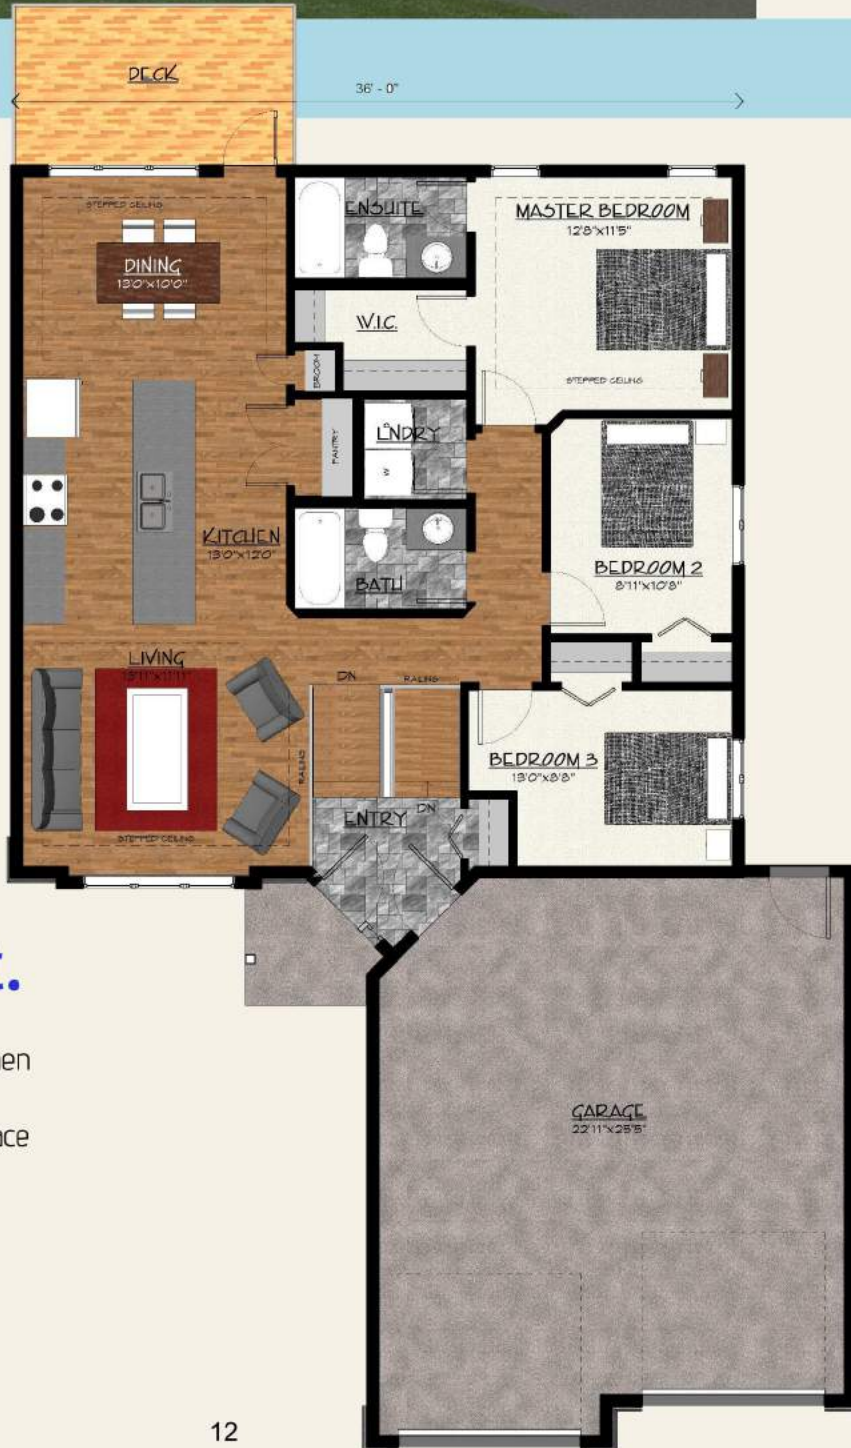 DECK
36' - 0"
STEPPED CEILING
ENSUITE
MASTER BEDROOM
12'8"x11'5"
DINING
13'0"x10'0"
W.I.C.
BROOM
STEPPED CEILING
PANTRY
LNDRY
D
W
KITCHEN
13'0"x12'0"
BATH
BEDROOM 2
8'11"x10'8"
LIVING
DN
RAILING
RAILING
BEDROOM 3
13'0"x8'8"
STEPPED CEILING
ENTRY
DN
GARAGE
22'11"x25'5"
12